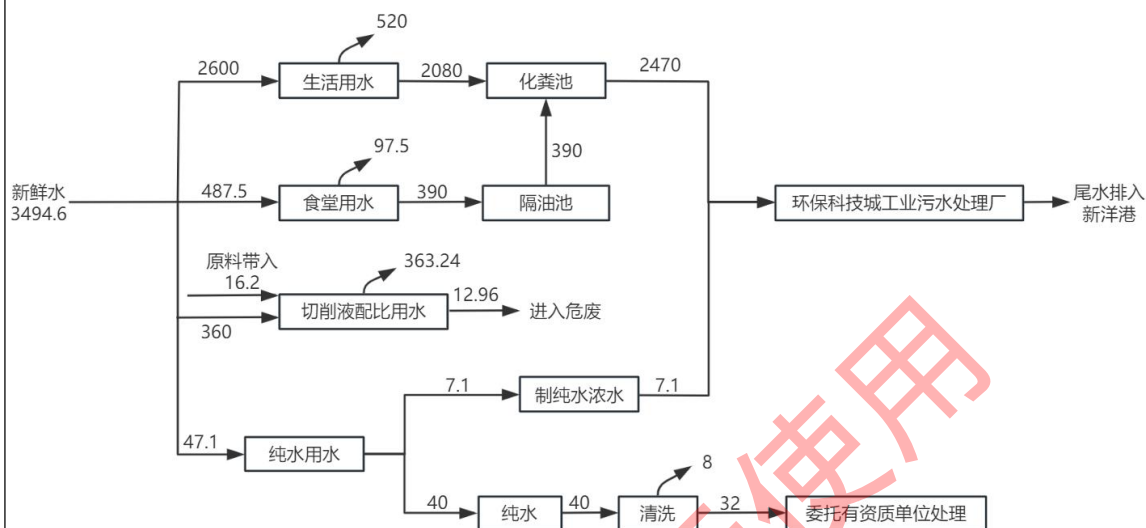 520
2600
生活用水
2080
化粪池
2470
97.5
390
新鲜水
3494.6
487.5
食堂用水
390
隔油池
环保科技城工业污水处理厂
尾水排入
新洋港
原料带入
16.2
363.24
切削液配比用水
12.96
进入危废
360
7.1
制纯水浓水
7.1
47.1
纯水用水
8
40
纯水
40
清洗
32
委托有资质单位处理
使用